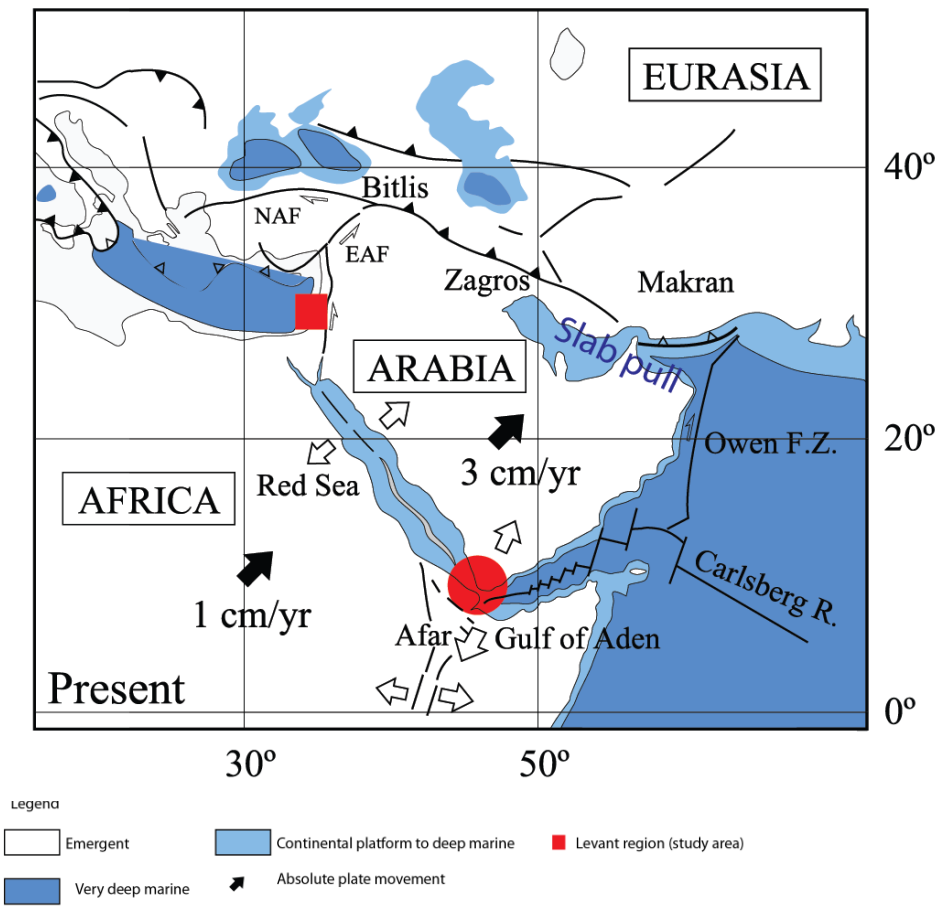 EURASIA
40º
Bitlis
NAF
EAF
Zagros
Makran
Slab pull
ARABIA
20º
Owen F.Z.
3 cm/yr
Red Sea
AFRICA
Carlsberg R.
1 cm/yr
Afar
Gulf of Aden
Present
0º
30º
50º
Legend
Emergent
Continental platform to deep marine
Levant region (study area)
Very deep marine
Absolute plate movement